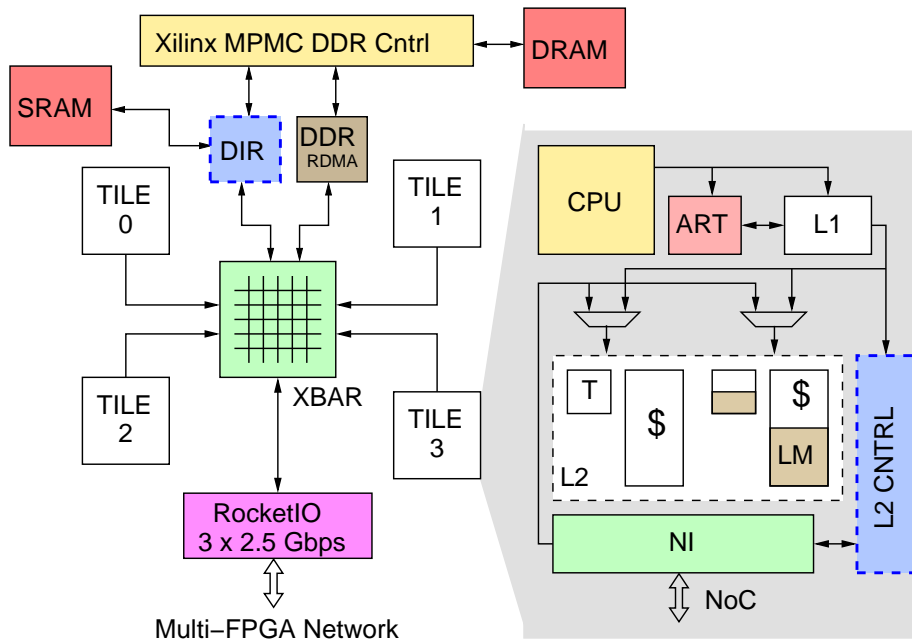 Xilinx MPMC DDR Cntrl
DRAM
SRAM
DIR
DDR
RDMA
TILE
0
TILE
1
XBAR
TILE
2
TILE
3
RocketIO
3 x 2.5 Gbps
Multi−FPGA Network
CPU
ART
L1
T
$
$
LM
L2
L2 CNTRL
NI
NoC